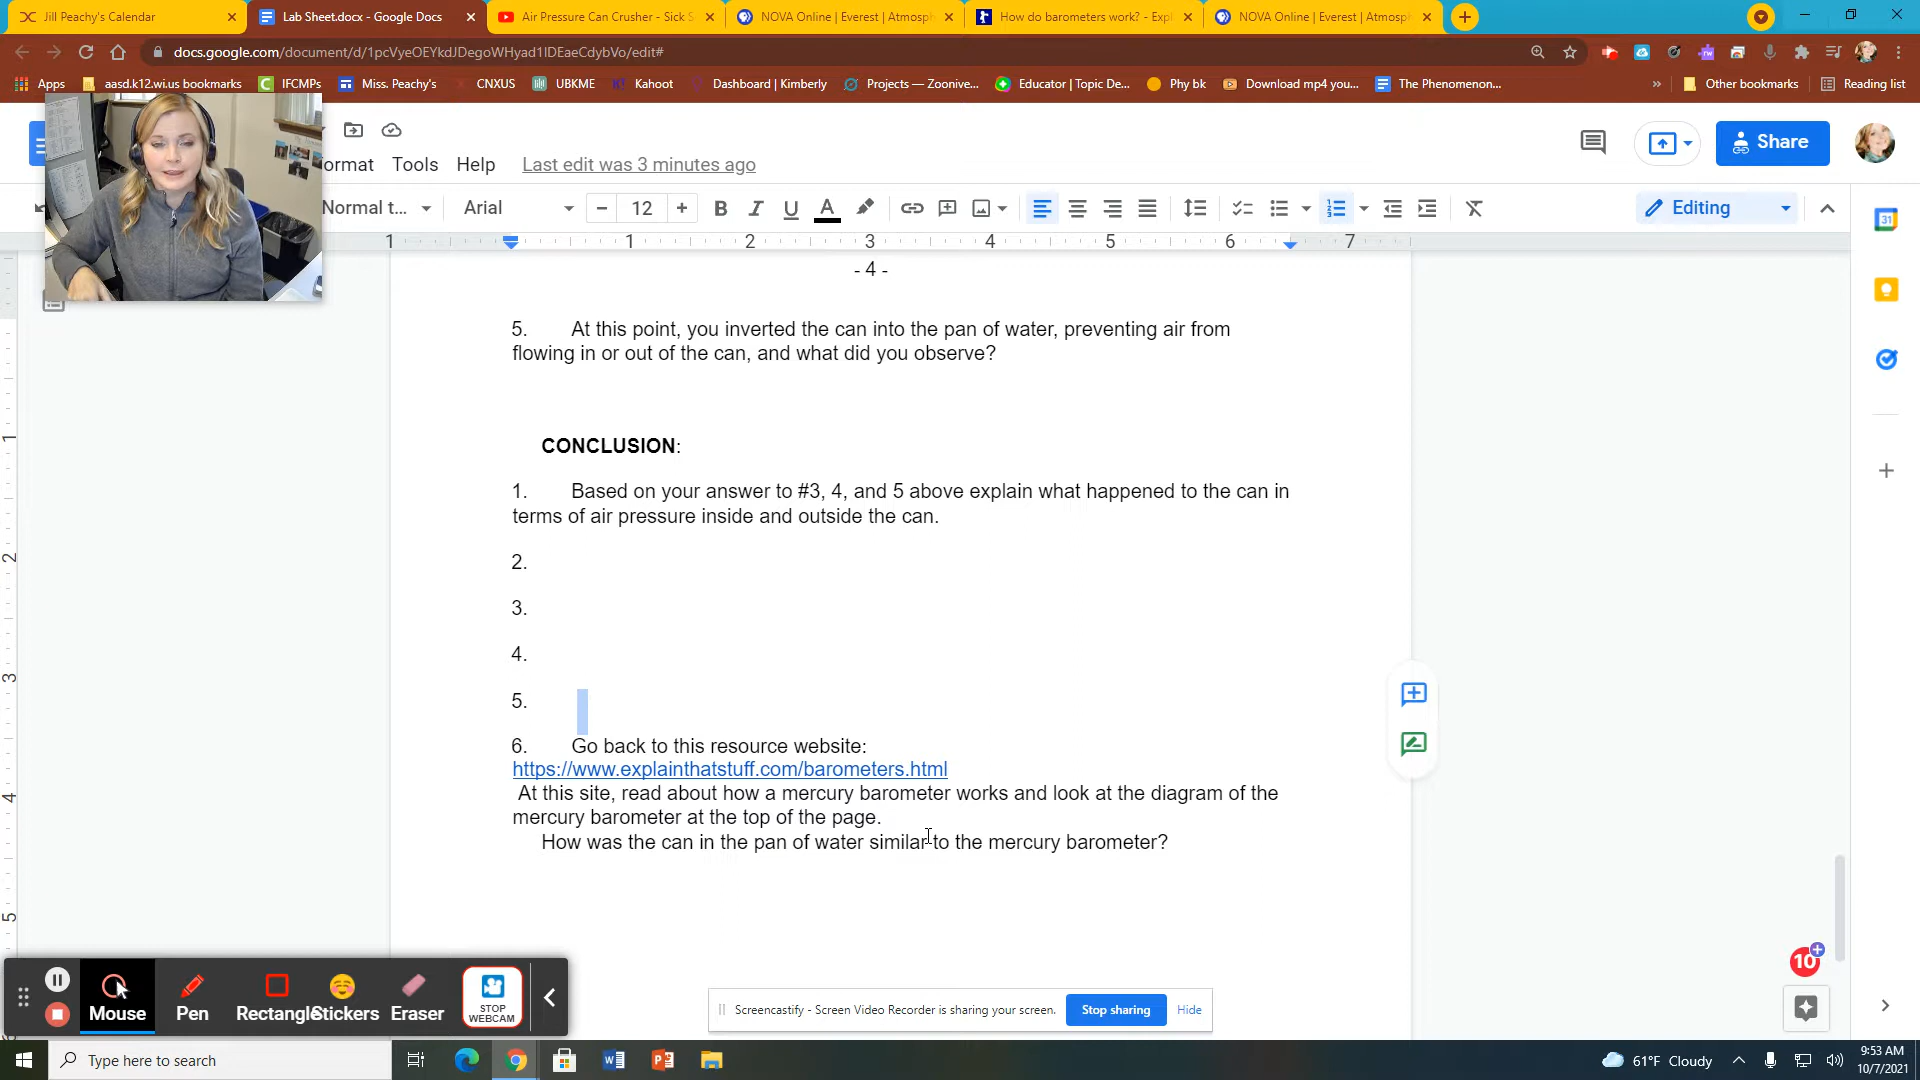 Jill Peachy's Calendar
Lab Sheet.docx - Google Docs
Air Pressure Can Crusher - Sick S
NOVA Online | Everest | Atmosph
How do barometers work? - Expl
NOVA Online | Everest | Atmosph
docs.google.com/document/d/1pcVyeOEYkdJDegoWHyad1IDEaeCdybVo/edit#
Apps
aasd.k12.wi.us bookmarks
IFCMPs
Miss. Peachy's
CNXUS
UBKME
Kahoot
Dashboard | Kimberly
Projects — Zoonive...
Educator | Topic De...
Phy bk
Download mp4 you...
The Phenomenon...
»
Other bookmarks
Reading list
ormat
Tools
Help
Last edit was 3 minutes ago
Share
Normal t...
Arial
12
B I U A
Editing
1 1 2 3 4 5 6 7
- 4 -
5. At this point, you inverted the can into the pan of water, preventing air from
flowing in or out of the can, and what did you observe?
CONCLUSION:
1. Based on your answer to #3, 4, and 5 above explain what happened to the can in
terms of air pressure inside and outside the can.
2.
3.
4.
5.
6. Go back to this resource website:
https://www.explainthatstuff.com/barometers.html
At this site, read about how a mercury barometer works and look at the diagram of the
mercury barometer at the top of the page.
How was the can in the pan of water similar to the mercury barometer?
1
2
3
4
5
31
10
Mouse
Pen
Rectangle
Stickers
Eraser
STOP
WEBCAM
Screencastify - Screen Video Recorder is sharing your screen.
Stop sharing
Hide
Type here to search
61°F Cloudy
9:53 AM
10/7/2021